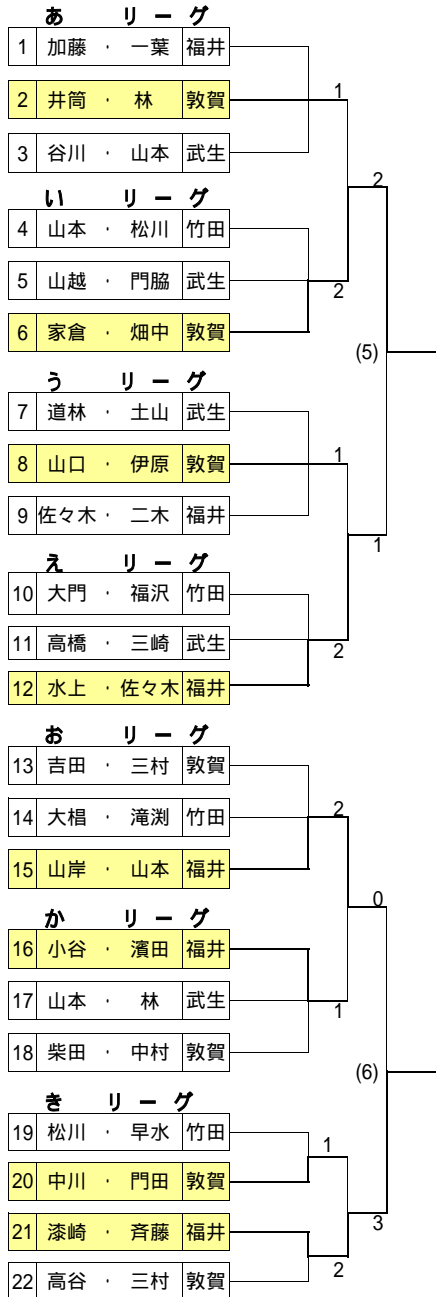 あ リーグ
1 加藤 · 一葉 福井
2 井筒 · 林 敦賀
1
3 谷川 · 山本 武生
2
い リーグ
4 山本 · 松川 竹田
5 山越 · 門脇 武生
2
6 家倉 · 畑中 敦賀
(5)
う リーグ
7 道林 · 土山 武生
8 山口 · 伊原 敦賀
1
9 佐々木 · 二木 福井
1
え リーグ
10 大門 · 福沢 竹田
11 高橋 · 三崎 武生
2
12 水上 · 佐々木 福井
お リーグ
13 吉田 · 三村 敦賀
2
14 大椙 · 滝渕 竹田
15 山岸 · 山本 福井
0
か リーグ
16 小谷 · 濱田 福井
17 山本 · 林 武生
1
18 柴田 · 中村 敦賀
(6)
き リーグ
19 松川 · 早水 竹田
1
20 中川 · 門田 敦賀
21 漆崎 · 斉藤 福井
3
2
22 高谷 · 三村 敦賀